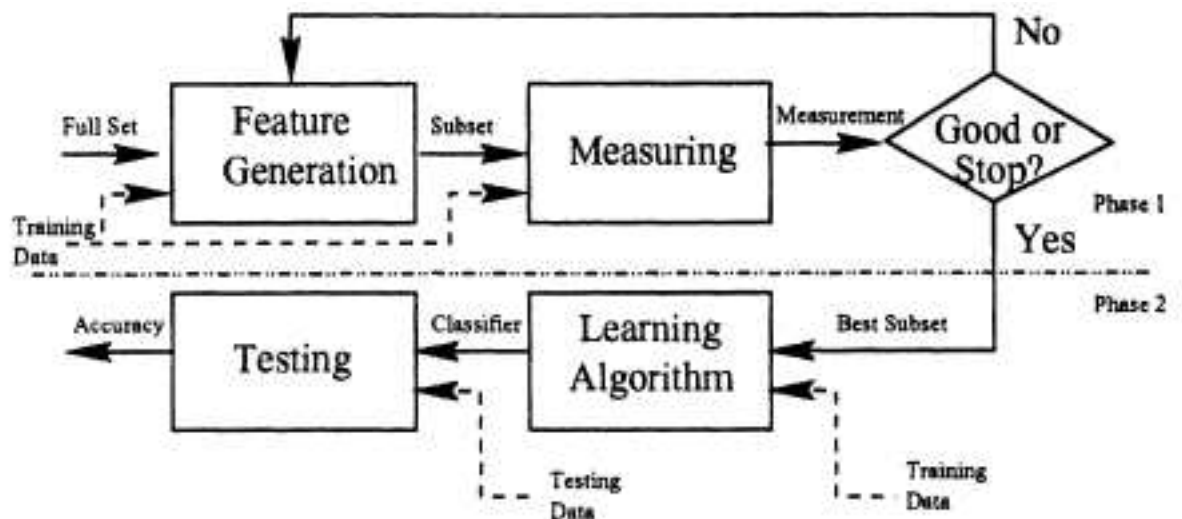 No
Full Set
Feature
Generation
Subset
Measuring
Measurement
Good or
Stop?
Training
Data
Phase 1
Yes
Phase 2
Accuracy
Testing
Classifier
Learning
Algorithm
Best Subset
Testing
Data
Training
Data